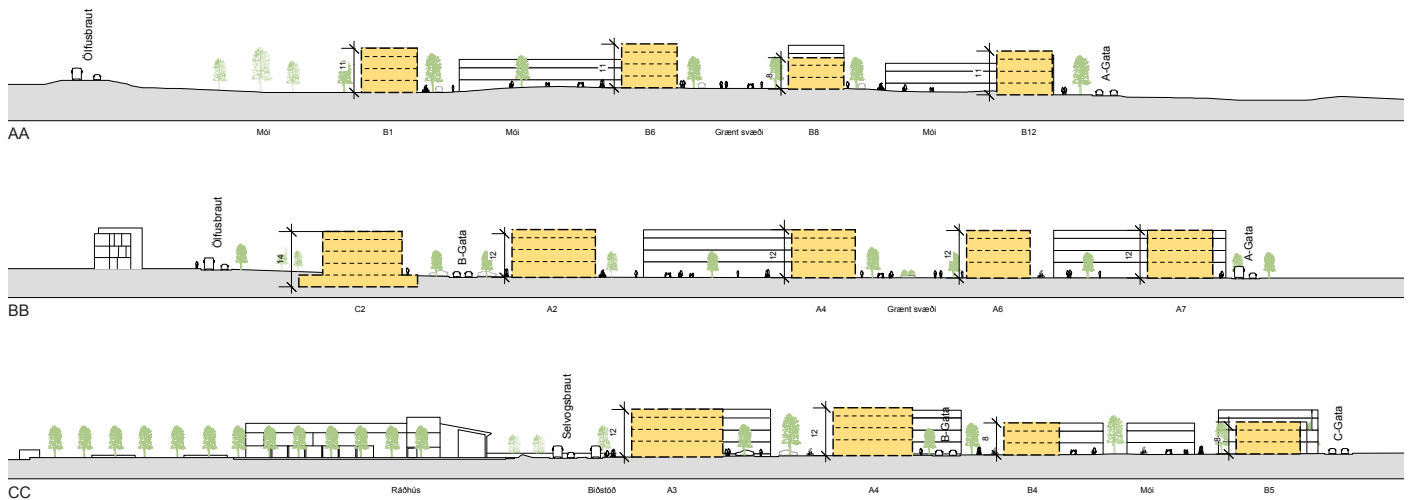 Ölfusbraut
11
11
8
11
A-Gata
AA
Mói
B1
Mói
B6
Grænt svæði
B8
Mói
B12
Ölfusbraut
14
B-Gata
12
12
12
12
A-Gata
BB
C2
A2
A4
Grænt svæði
A6
A7
Selvogsbraut
12
12
B-Gata
8
8
C-Gata
CC
Ráðhús
Biðstöð
A3
A4
B4
Mói
B5